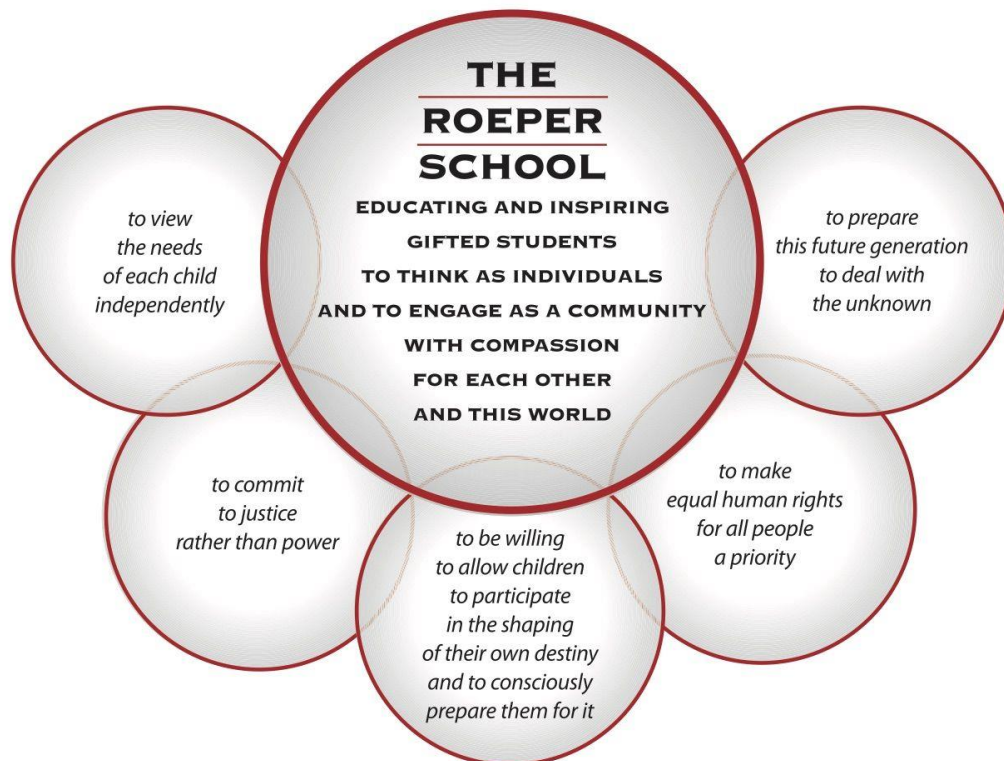 THE
ROEPER
SCHOOL
EDUCATING AND INSPIRING
GIFTED STUDENTS
TO THINK AS INDIVIDUALS
AND TO ENGAGE AS A COMMUNITY
WITH COMPASSION
FOR EACH OTHER
AND THIS WORLD
to view
the needs
of each child
independently
to commit
to justice
rather than power
to be willing
to allow children
to participate
in the shaping
of their own destiny
and to consciously
prepare them for it
to make
equal human rights
for all people
a priority
to prepare
this future generation
to deal with
the unknown